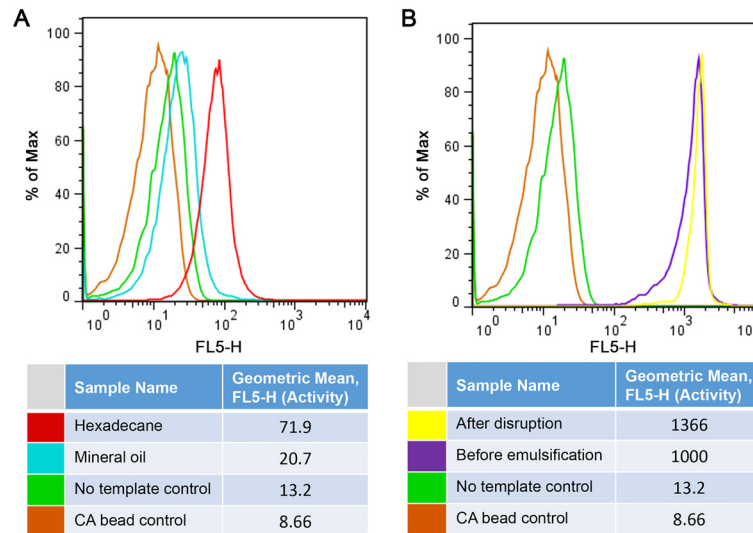 A
% of Max
100
80
60
40
20
0
10^0 10^1 10^2 10^3 10^4
FL5-H
Sample Name Geometric Mean, FL5-H (Activity)
Hexadecane 71.9
Mineral oil 20.7
No template control 13.2
CA bead control 8.66
B
% of Max
100
80
60
40
20
0
10^0 10^1 10^2 10^3
FL5-H
Sample Name Geometric Mean, FL5-H (Activity)
After disruption 1366
Before emulsification 1000
No template control 13.2
CA bead control 8.66